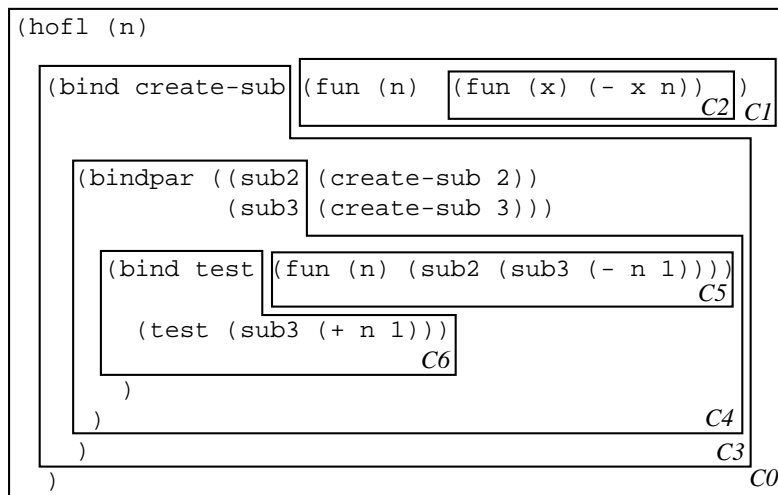 (hofl (n)
(bind create-sub (fun (n) (fun (x) (- x n)) )
C2 C1
(bindpar ((sub2 (create-sub 2))
(sub3 (create-sub 3)))
(bind test (fun (n) (sub2 (sub3 (- n 1))))
C5
(test (sub3 (+ n 1)))
C6
)
) C4
) C3
) C0